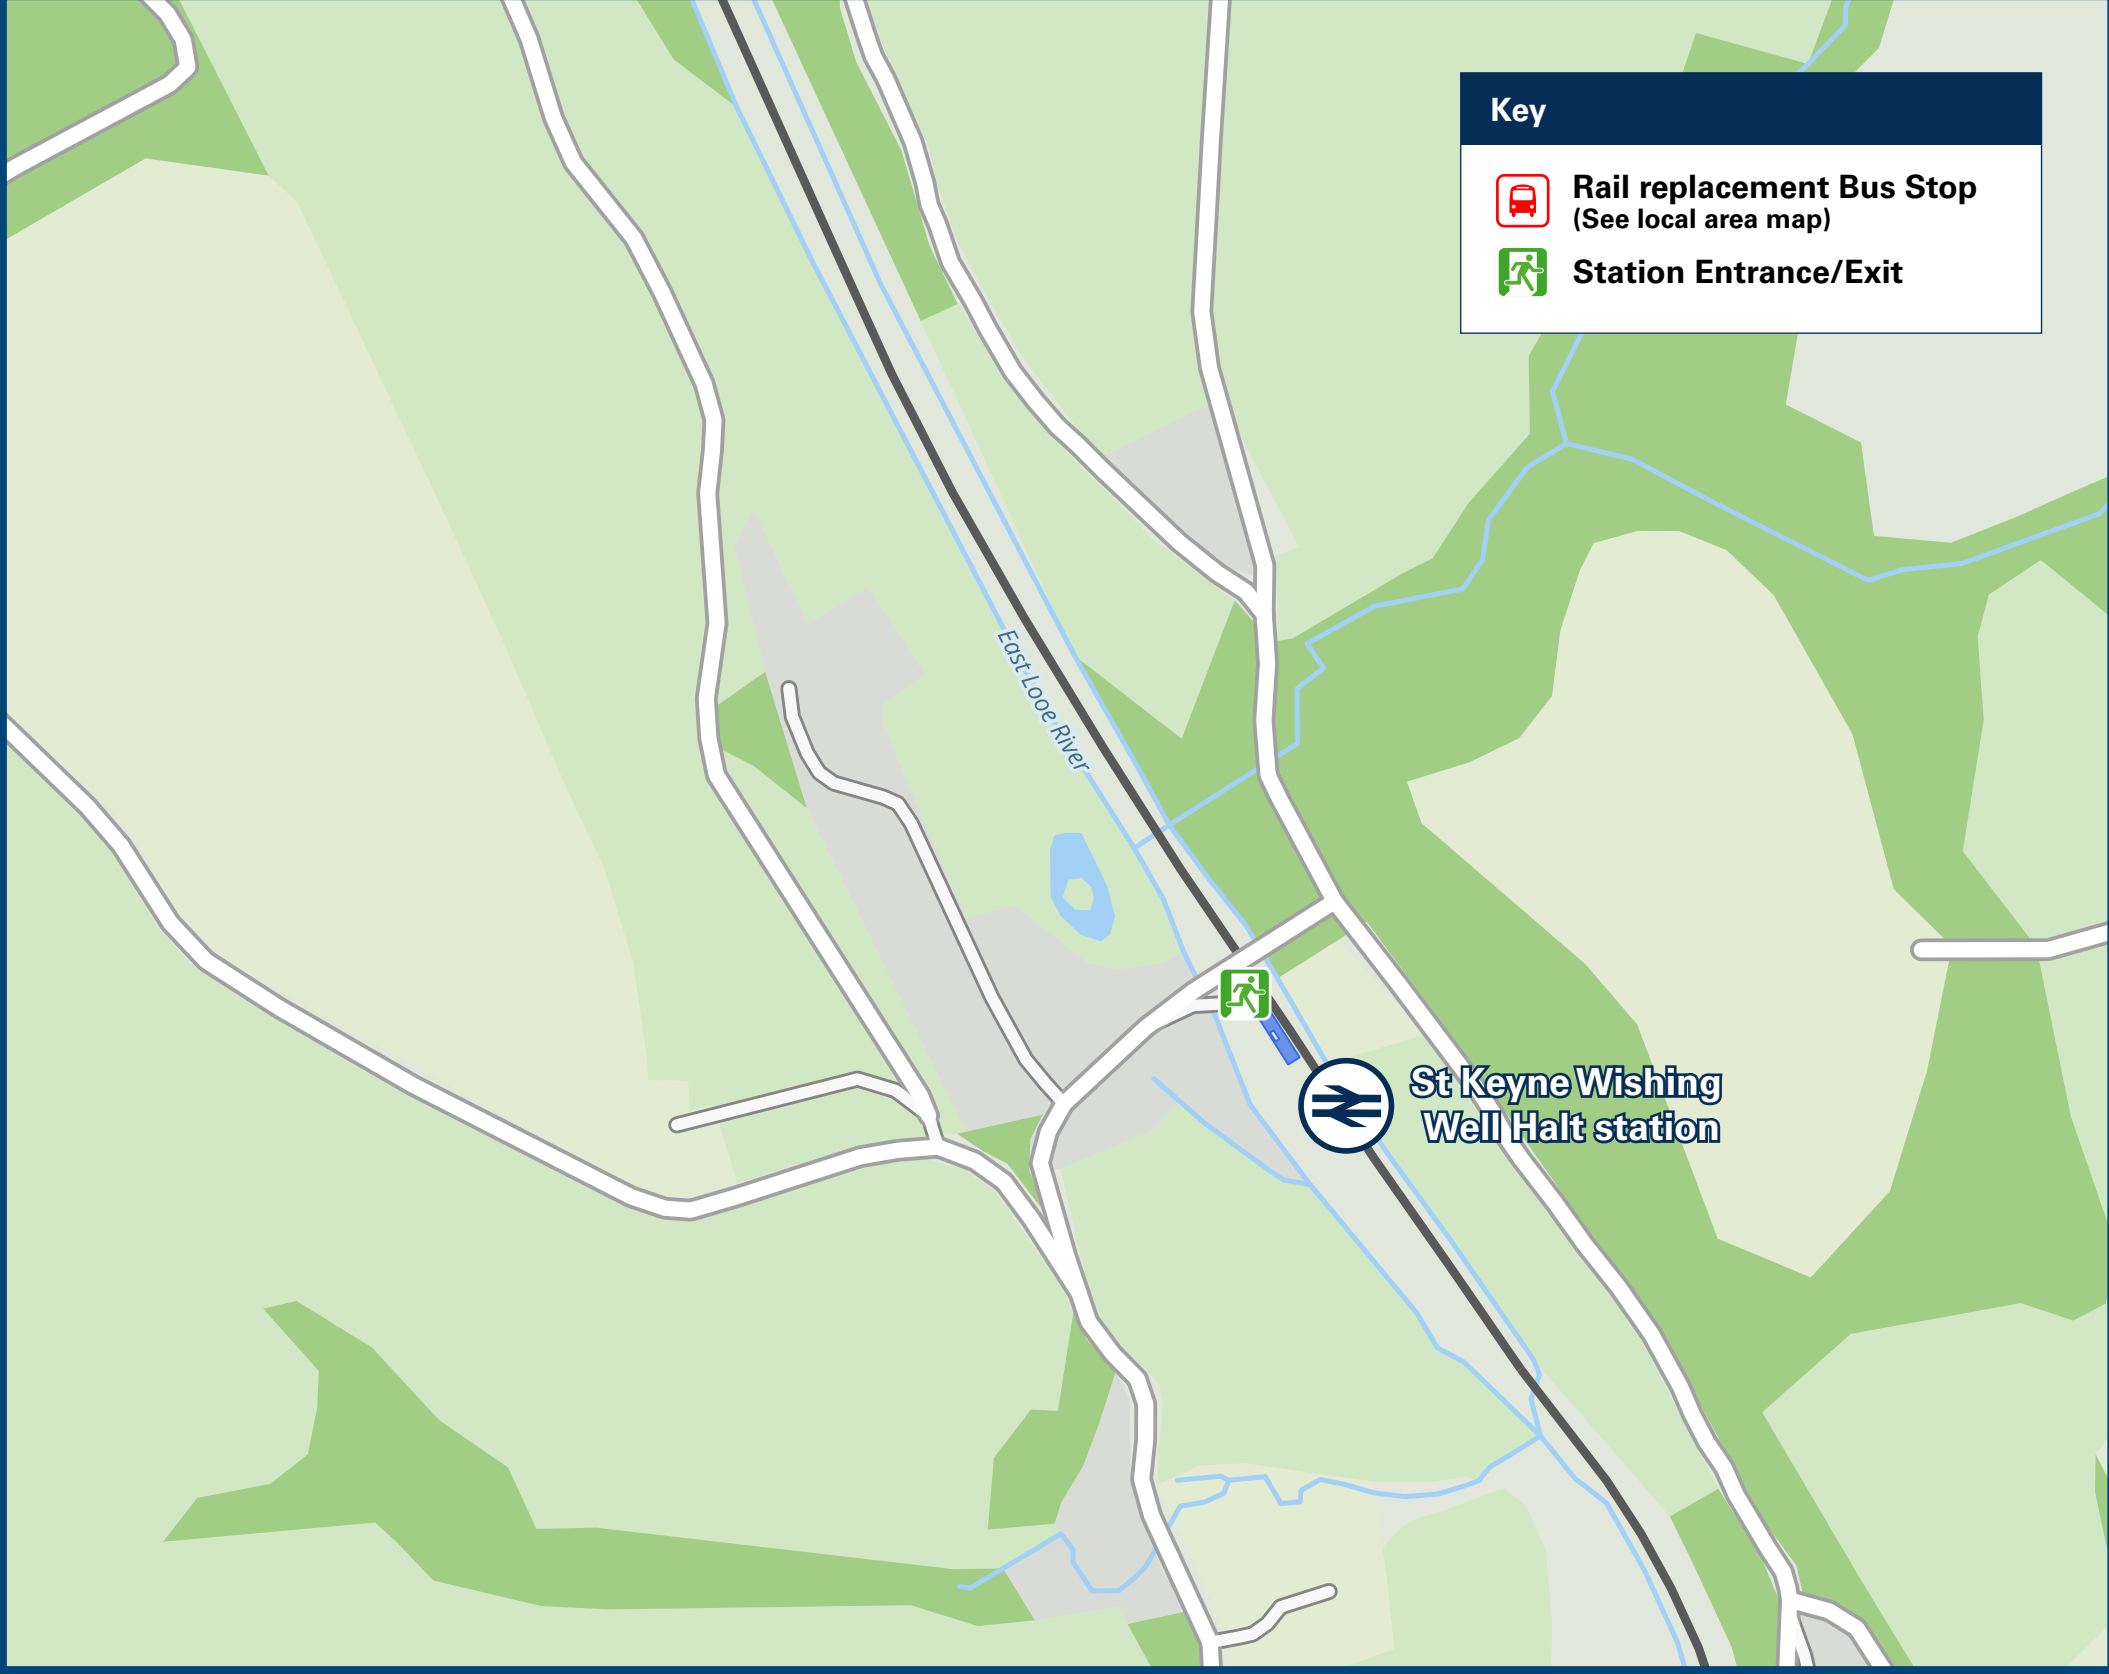 Key
Rail replacement Bus Stop
(See local area map)
Station Entrance/Exit
East Looe River
St Keyne Wishing
Well Halt station